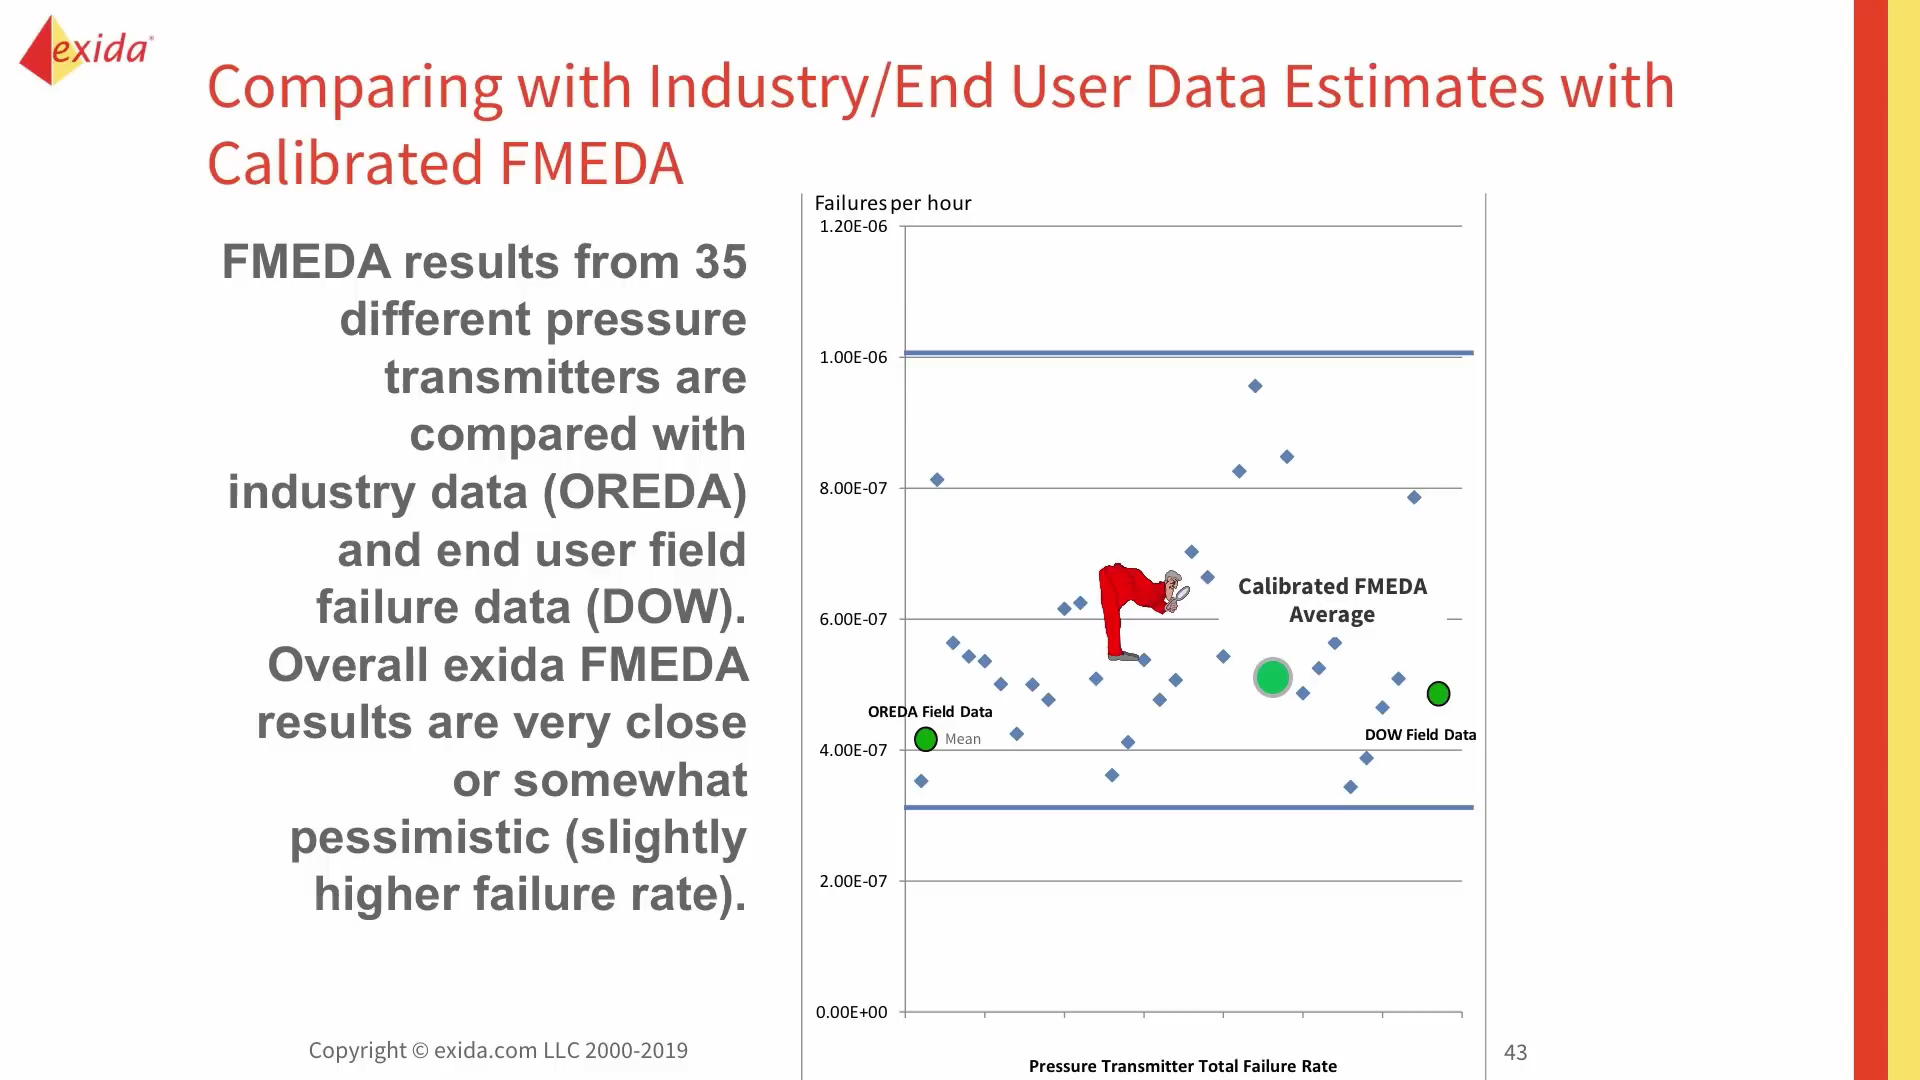 exida
Comparing with Industry/End User Data Estimates with
Calibrated FMEDA
FMEDA results from 35
different pressure
transmitters are
compared with
industry data (OREDA)
and end user field
failure data (DOW).
Overall exida FMEDA
results are very close
or somewhat
pessimistic (slightly
higher failure rate).
Failures per hour
1.20E-06
1.00E-06
8.00E-07
6.00E-07
4.00E-07
2.00E-07
0.00E+00
Calibrated FMEDA
Average
OREDA Field Data
Mean
DOW Field Data
Pressure Transmitter Total Failure Rate
Copyright © exida.com LLC 2000-2019
43